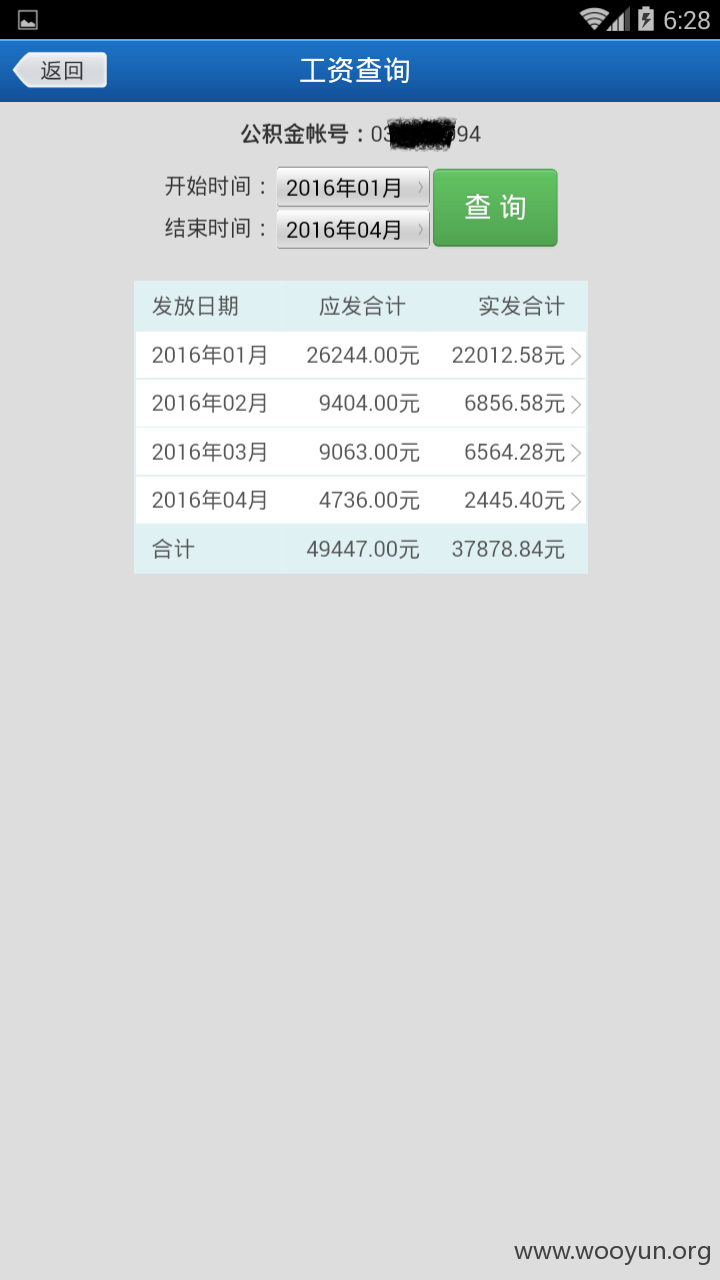 6:28
返回
工资查询
公积金帐号：03 094
开始时间： 2016年01月
查 询
结束时间： 2016年04月
发放日期 应发合计 实发合计
2016年01月 26244.00元 22012.58元
2016年02月 9404.00元 6856.58元
2016年03月 9063.00元 6564.28元
2016年04月 4736.00元 2445.40元
合计 49447.00元 37878.84元
www.wooyun.org